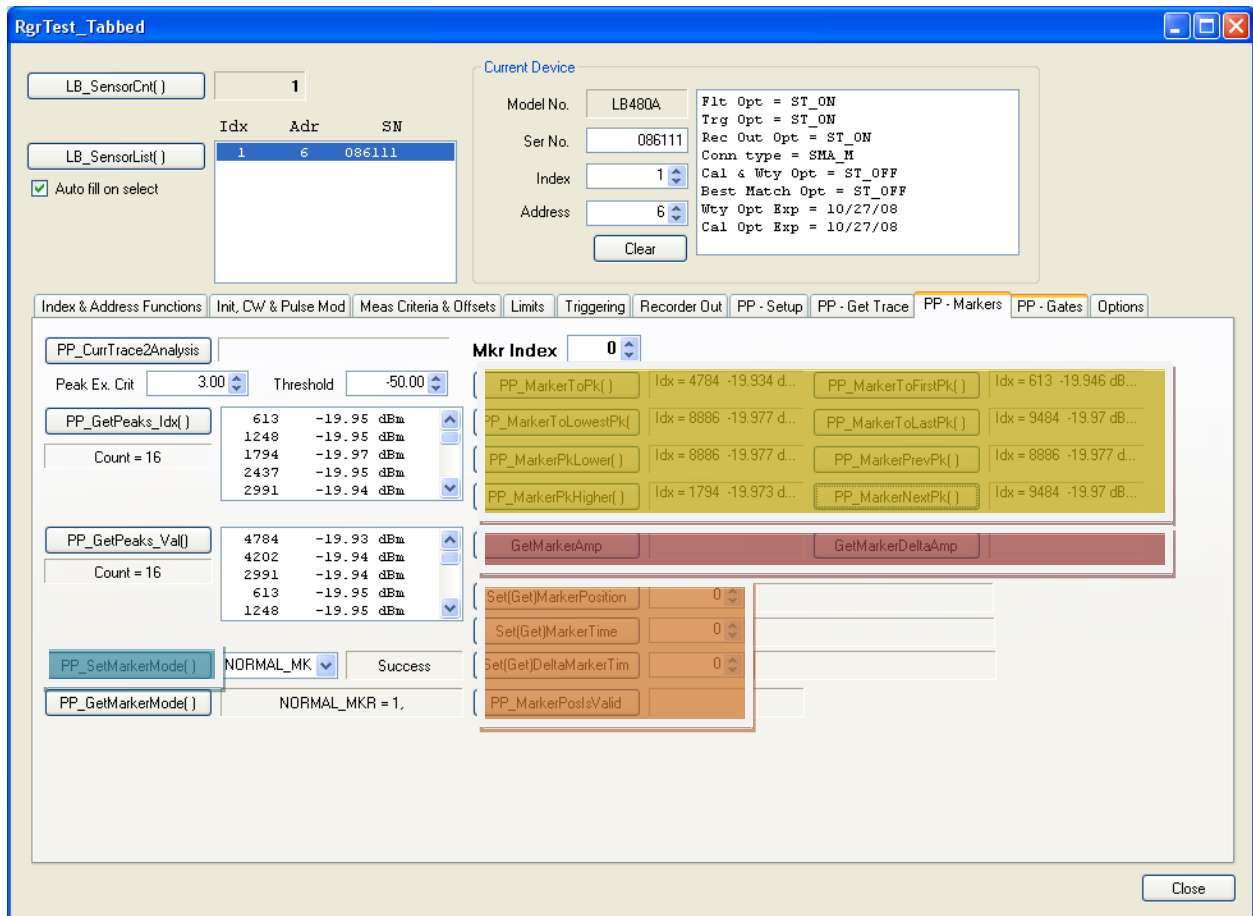 RgrTest_Tabbed
LB_SensorCnt( )
1
Idx Adr SN
LB_SensorList( )
1 6 086111
Auto fill on select
Current Device
Model No. LB480A
Ser No. 086111
Index 1
Address 6
Clear
Flt Opt = ST_ON
Trg Opt = ST_ON
Rec Out Opt = ST_ON
Conn type = SMA_M
Cal & Wty Opt = ST_OFF
Best Match Opt = ST_OFF
Wty Opt Exp = 10/27/08
Cal Opt Exp = 10/27/08
Index & Address Functions Init, CW & Pulse Mod Meas Criteria & Offsets Limits Triggering Recorder Out PP - Setup PP - Get Trace PP - Markers PP - Gates Options
PP_CurrTrace2Analysis
Peak Ex. Crit 3.00 Threshold -50.00
PP_GetPeaks_Idx( )
Count = 16
613 -19.95 dBm
1248 -19.95 dBm
1794 -19.97 dBm
2437 -19.95 dBm
2991 -19.94 dBm
PP_GetPeaks_Val()
Count = 16
4784 -19.93 dBm
4202 -19.94 dBm
2991 -19.94 dBm
613 -19.95 dBm
1248 -19.95 dBm
PP_SetMarkerMode( ) NORMAL_MK Success
PP_GetMarkerMode( ) NORMAL_MKR = 1,
Mkr Index 0
PP_MarkerToPk( ) Idx = 4784 -19.934 d... PP_MarkerToFirstPk( ) Idx = 613 -19.946 dB...
PP_MarkerToLowestPk( Idx = 8886 -19.977 d... PP_MarkerToLastPk( ) Idx = 9484 -19.97 dB...
PP_MarkerPkLower( ) Idx = 8886 -19.977 d... PP_MarkerPrevPk( ) Idx = 8886 -19.977 d...
PP_MarkerPkHigher( ) Idx = 1794 -19.973 d... PP_MarkerNextPk( ) Idx = 9484 -19.97 dB...
GetMarkerAmp GetMarkerDeltaAmp
Set(Get)MarkerPosition 0
Set(Get)MarkerTime 0
Set(Get)DeltaMarkerTim 0
PP_MarkerPosIsValid
Close